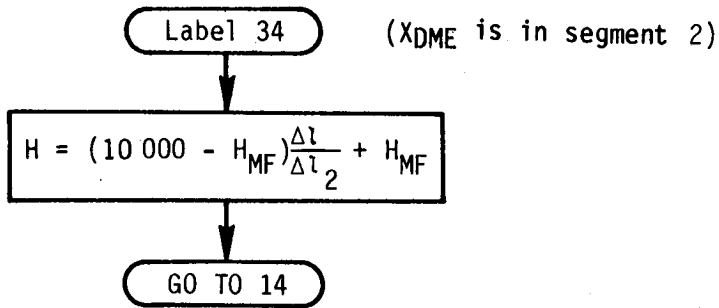 Label 34 (XDME is in segment 2)
H = (10 000 - HMF) Δl/Δl2 + HMF
GO TO 14